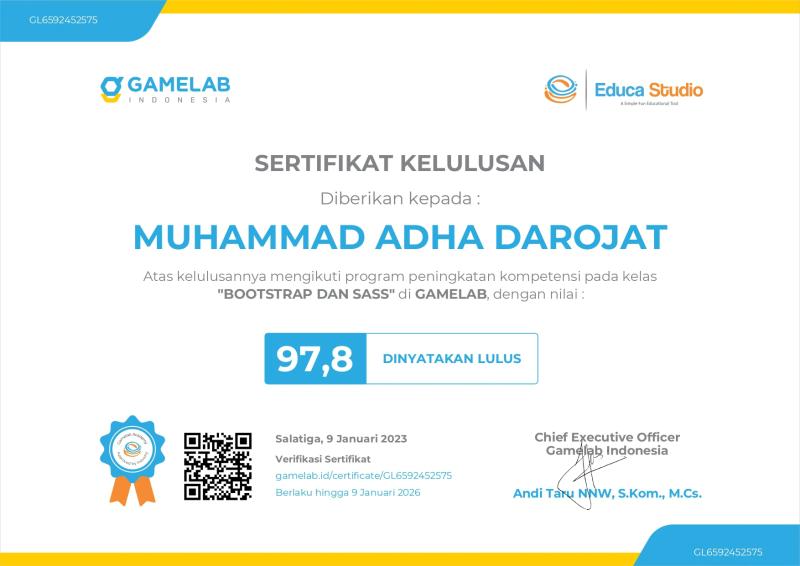 GL6592452575
GAMELAB
INDONESIA
Educa Studio
A Simple Fun Educational Tool
SERTIFIKAT KELULUSAN
Diberikan kepada :
MUHAMMAD ADHA DAROJAT
Atas kelulusannya mengikuti program peningkatan kompetensi pada kelas
"BOOTSTRAP DAN SASS" di GAMELAB, dengan nilai :
97,8
DINYATAKAN LULUS
Salatiga, 9 Januari 2023
Verifikasi Sertifikat
gamelab.id/certificate/GL6592452575
Berlaku hingga 9 Januari 2026
Chief Executive Officer
Gamelab Indonesia
Andi Taru NNW, S.Kom., M.Cs.
GL6592452575